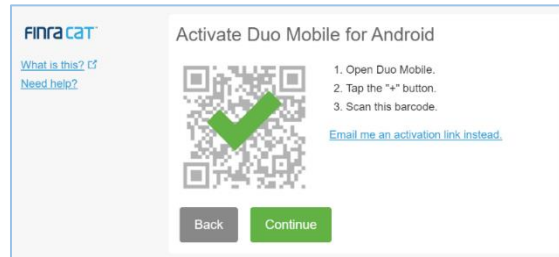 FINRA CAT
What is this?
Need help?
Activate Duo Mobile for Android
1. Open Duo Mobile.
2. Tap the "+" button.
3. Scan this barcode.
Email me an activation link instead.
Back
Continue